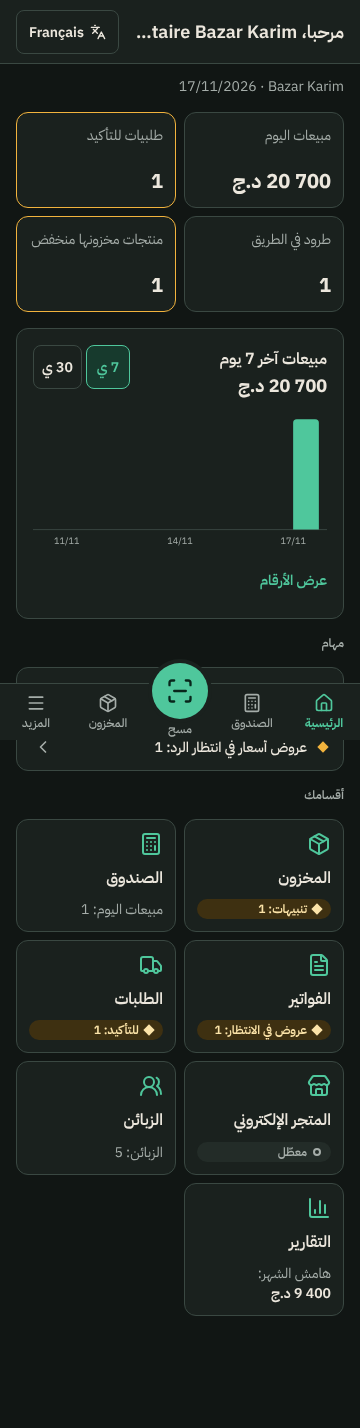 مرحبا، taire Bazar Karim...
Français
17/11/2026 · Bazar Karim
مبيعات اليوم
20 700 د.ج
طلبيات للتأكيد
1
طرود في الطريق
1
منتجات مخزونها منخفض
1
مبيعات آخر 7 يوم
20 700 د.ج
7 ي
30 ي
11/11
14/11
17/11
عرض الأرقام
مهام
الرئيسية
الصندوق
مسح
المخزون
المزيد
عروض أسعار في انتظار الرد: 1
أقسامك
المخزون
تنبيهات: 1
الصندوق
مبيعات اليوم: 1
الفواتير
عروض في الانتظار: 1
الطلبات
للتأكيد: 1
المتجر الإلكتروني
معطّل
الزبائن
الزبائن: 5
التقارير
هامش الشهر:
9 400 د.ج